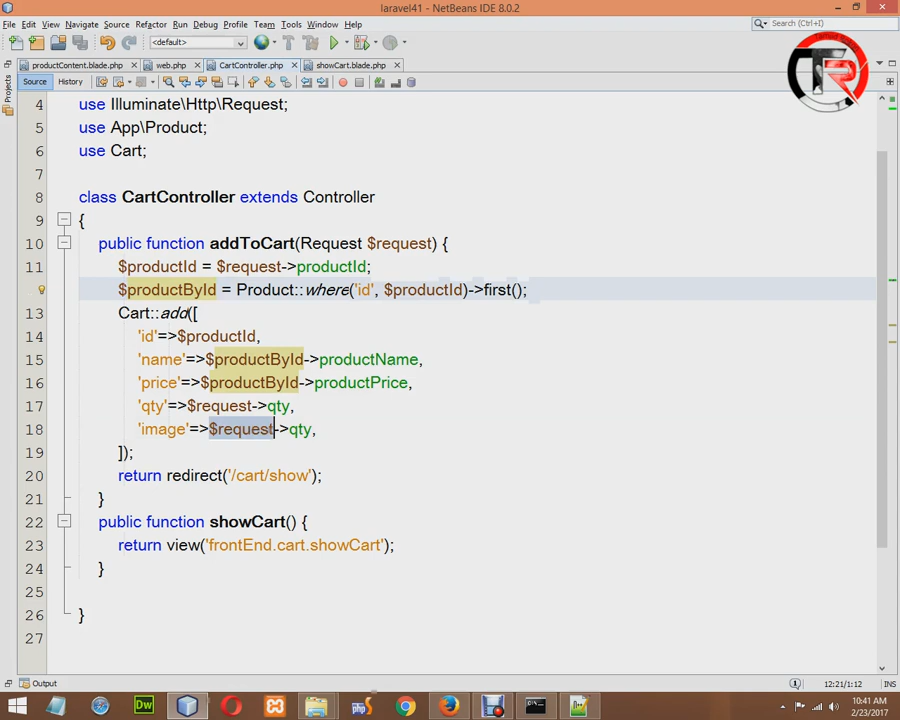 laravel41 - NetBeans IDE 8.0.2
File Edit View Navigate Source Refactor Run Debug Profile Team Tools Window Help
Search (Ctrl+I)
<default>
productContent.blade.php web.php CartController.php showCart.blade.php
Source History
Projects
TR
4 use Illuminate\Http\Request;
5 use App\Product;
6 use Cart;
7
8 class CartController extends Controller
9 {
10 public function addToCart(Request $request) {
11 $productId = $request->productId;
$productById = Product::where('id', $productId)->first();
13 Cart::add([
14 'id'=>$productId,
15 'name'=>$productById->productName,
16 'price'=>$productById->productPrice,
17 'qty'=>$request->qty,
18 'image'=>$request->qty,
19 ]);
20 return redirect('/cart/show');
21 }
22 public function showCart() {
23 return view('frontEnd.cart.showCart');
24 }
25
26 }
27
Output
12:21/1:12
Dw
php
10:41 AM
2/23/2017